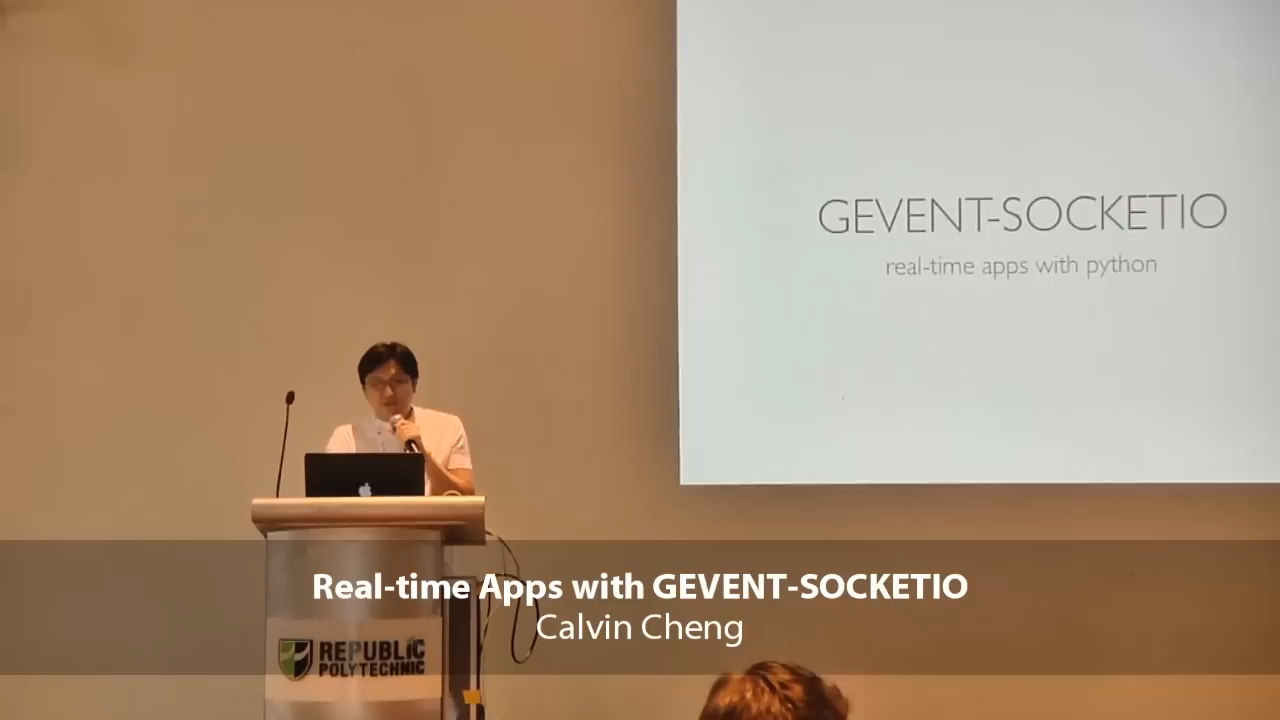 GEVENT-SOCKETIO
real-time apps with python
Real-time Apps with GEVENT-SOCKETIO
Calvin Cheng
REPUBLIC
POLYTECHNIC